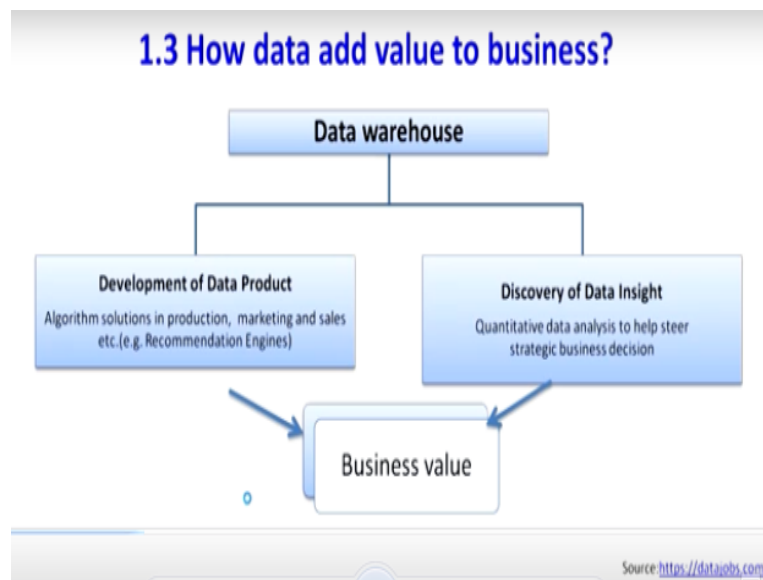 1.3 How data add value to business?
Data warehouse
Development of Data Product
Algorithm solutions in production, marketing and sales
etc.(e.g. Recommendation Engines)
Discovery of Data Insight
Quantitative data analysis to help steer
strategic business decision
Business value
Source:https://datajobs.com